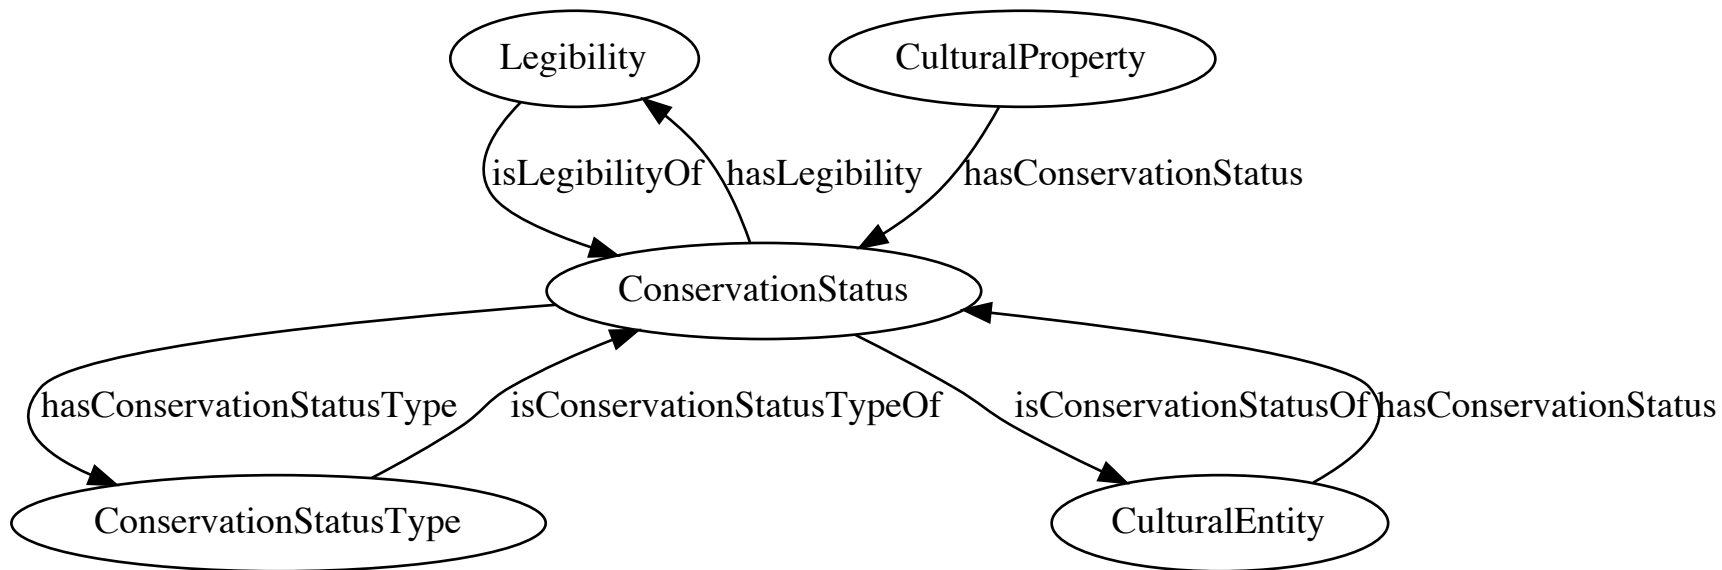 Legibility
CulturalProperty
isLegibilityOf
hasLegibility
hasConservationStatus
ConservationStatus
hasConservationStatusType
isConservationStatusTypeOf
isConservationStatusOf
hasConservationStatus
ConservationStatusType
CulturalEntity